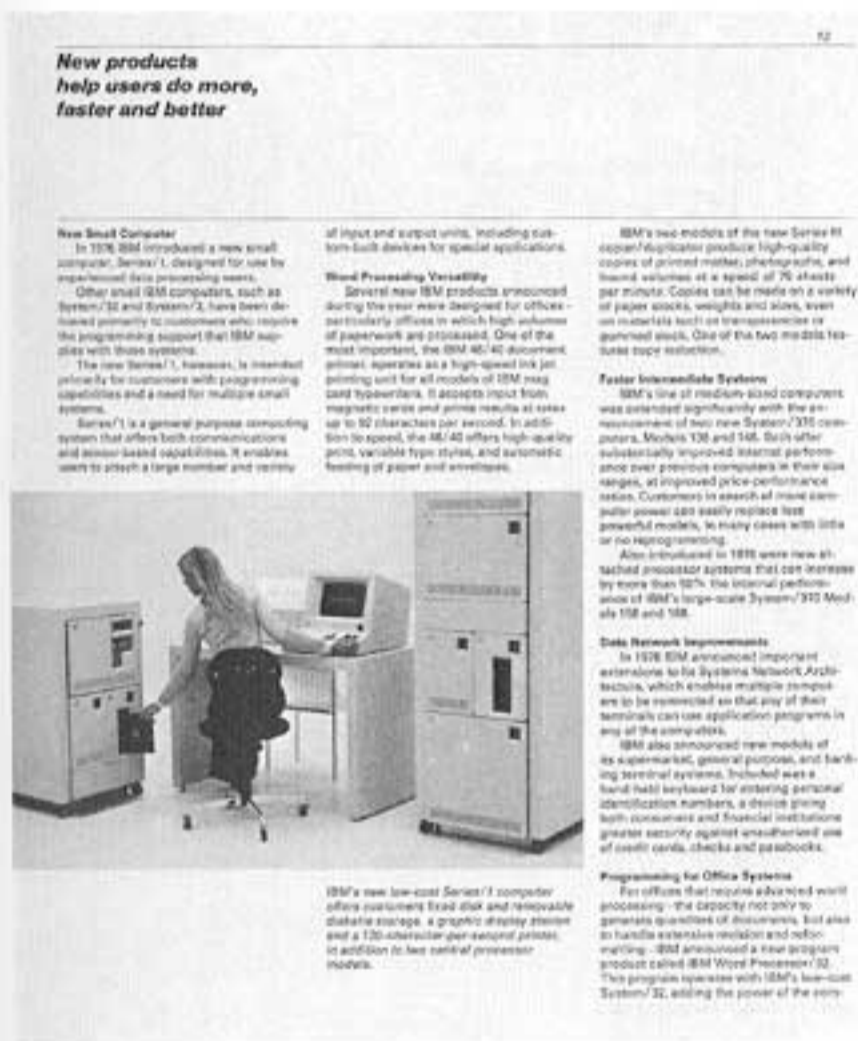 12
New products
help users do more,
faster and better
New Small Computer
In 1976 IBM introduced a new small
computer, Series/1, designed for use by
experienced data processing users.
Other small IBM computers, such as
System/32 and System/3, have been de-
livered primarily to customers who require
the programming support that IBM sup-
plies with those systems.
The new Series/1, however, is intended
primarily for customers with programming
capabilities and a need for multiple small
systems.
Series/1 is a general purpose computing
system that offers both communications
and sensor-based capabilities. It enables
users to attach a large number and variety
of input and output units, including cus-
tom-built devices for special applications.
Word Processing Versatility
Several new IBM products announced
during the year were designed for offices -
particularly offices in which high volumes
of paperwork are processed. One of the
most important, the IBM 46/40 document
printer, operates as a high-speed ink jet
printing unit for all models of IBM mag
card typewriters. It accepts input from
magnetic cards and prints results at rates
up to 92 characters per second. In addi-
tion to speed, the 46/40 offers high-quality
print, variable type styles, and automatic
feeding of paper and envelopes.
IBM's new low-cost Series/1 computer
offers customers fixed disk and removable
diskette storage, a graphic display station
and a 120-character-per-second printer,
in addition to two central processor
models.
IBM's two models of the new Series III
copier/duplicator produce high-quality
copies of printed matter, photographs, and
bound volumes at a speed of 75 sheets
per minute. Copies can be made on a variety
of paper stocks, weights and sizes, even
on materials such as transparencies or
gummed stock. One of the two models fea-
tures copy reduction.
Faster Intermediate Systems
IBM's line of medium-sized computers
was extended significantly with the an-
nouncement of two new System/370 com-
puters, Models 138 and 148. Both offer
substantially improved internal perform-
ance over previous computers in their size
ranges, at improved price-performance
ratios. Customers in search of more com-
puter power can easily replace less
powerful models, in many cases with little
or no reprogramming.
Also introduced in 1976 were new at-
tached processor systems that can increase
by more than 50% the internal perform-
ance of IBM's large-scale System/370 Mod-
els 158 and 168.
Data Network Improvements
In 1976 IBM announced important
extensions to its Systems Network Archi-
tecture, which enables multiple comput-
ers to be connected so that any of their
terminals can use application programs in
any of the computers.
IBM also announced new models of
its supermarket, general purpose, and bank-
ing terminal systems. Included was a
hand-held keyboard for entering personal
identification numbers, a device giving
both consumers and financial institutions
greater security against unauthorized use
of credit cards, checks and passbooks.
Programming for Office Systems
For offices that require advanced word
processing - the capacity not only to
generate quantities of documents, but also
to handle extensive revision and refor-
matting - IBM announced a new program
product called IBM Word Processor/32.
This program operates with IBM's low-cost
System/32, adding the power of the com-